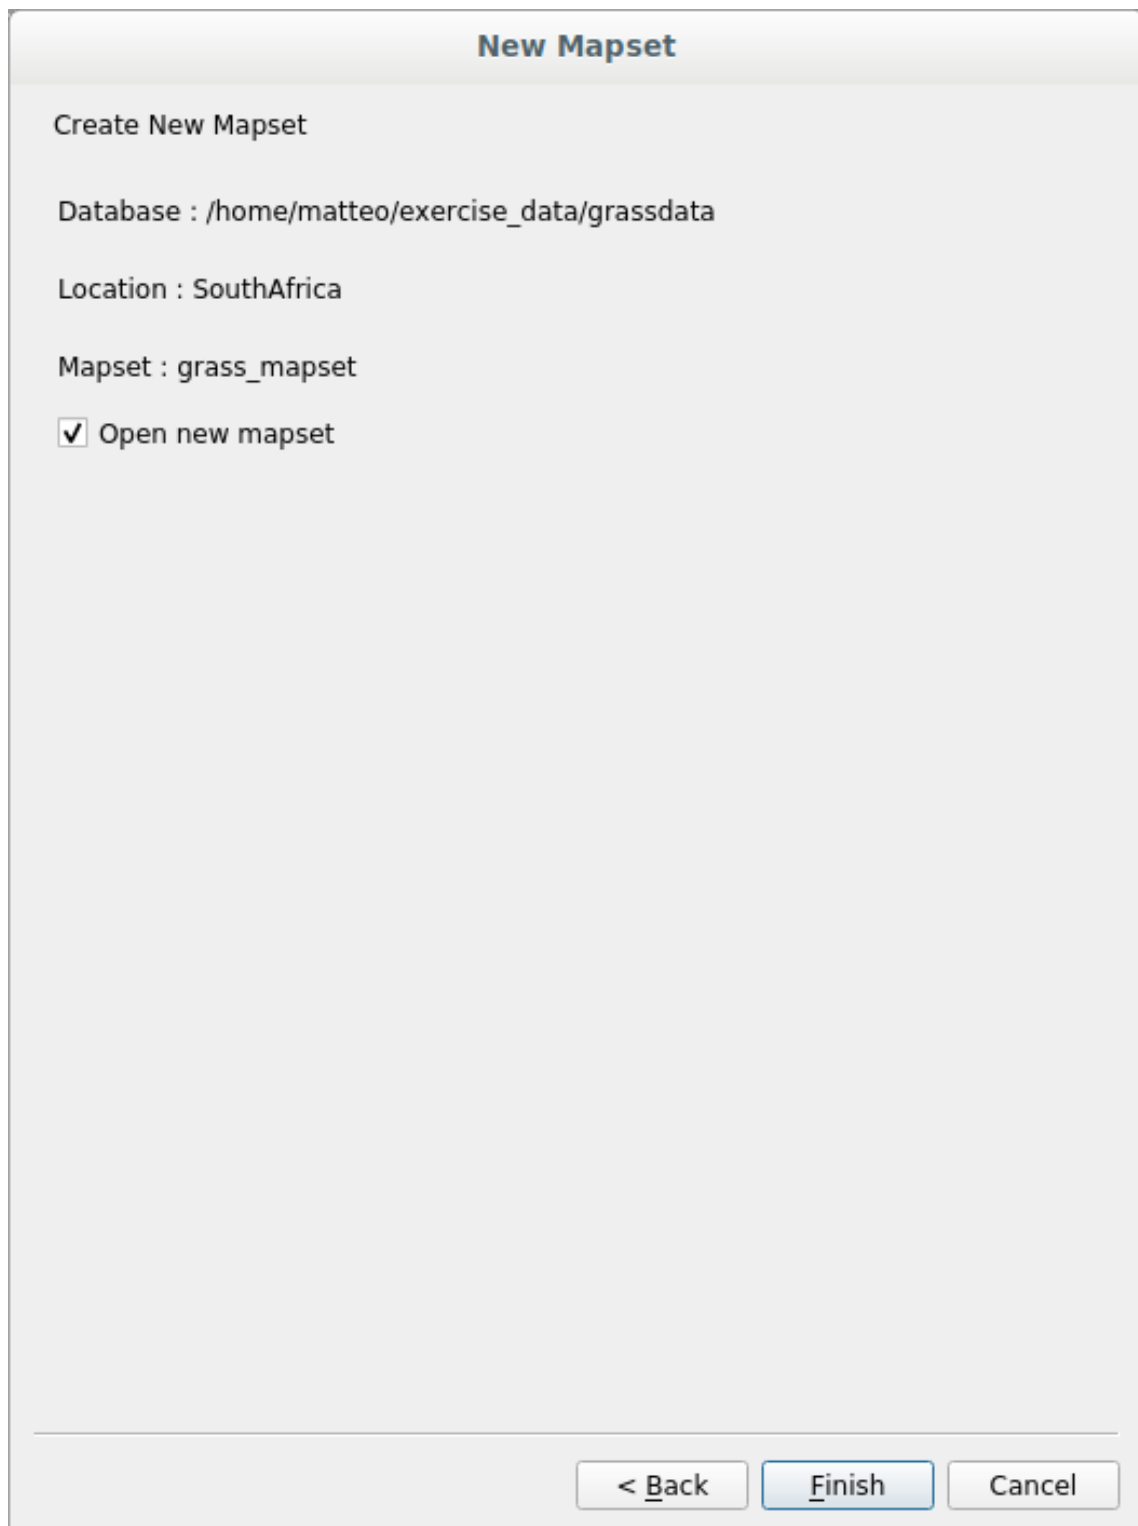 New Mapset
Create New Mapset
Database : /home/matteo/exercise_data/grassdata
Location : SouthAfrica
Mapset : grass_mapset
Open new mapset
< Back Finish Cancel